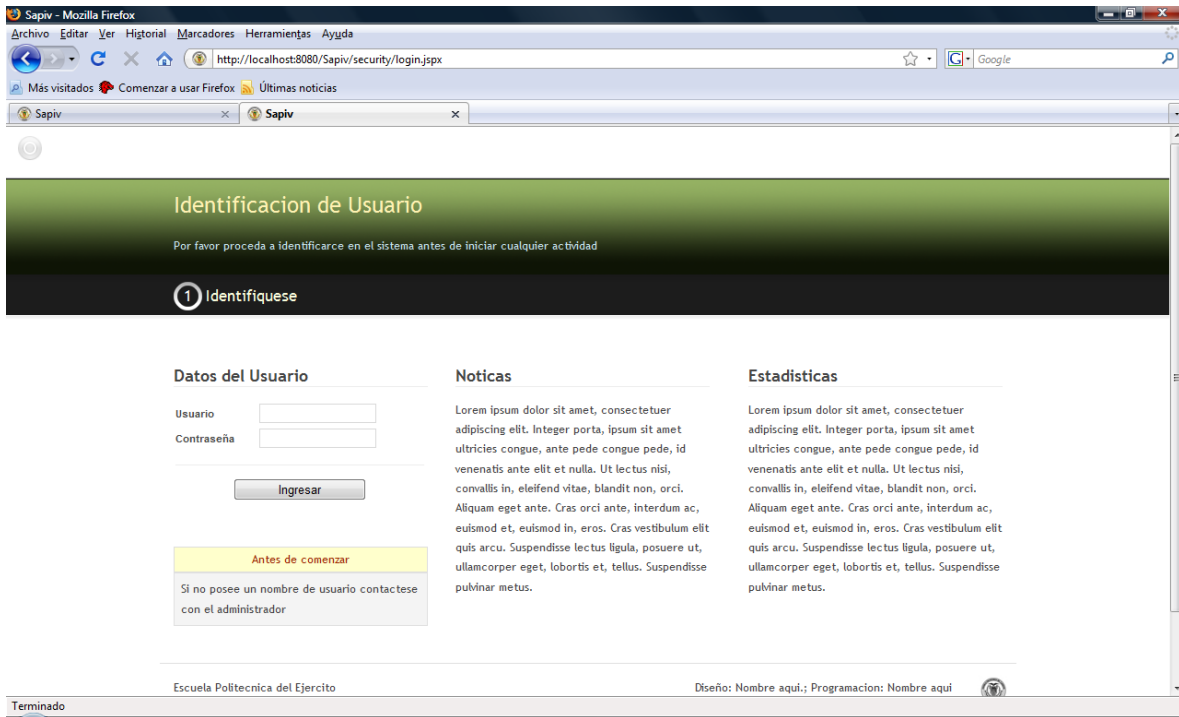 Sapiv - Mozilla Firefox
Archivo Editar Ver Historial Marcadores Herramientas Ayuda
http://localhost:8080/Sapiv/security/login.jspx
Google
Más visitados Comenzar a usar Firefox Últimas noticias
Sapiv
Sapiv
Identificacion de Usuario
Por favor proceda a identificarce en el sistema antes de iniciar cualquier actividad
1 Identifiquese
Datos del Usuario
Usuario
Contraseña
Ingresar
Antes de comenzar
Si no posee un nombre de usuario contactese
con el administrador
Noticas
Lorem ipsum dolor sit amet, consectetuer
adipiscing elit. Integer porta, ipsum sit amet
ultricies congue, ante pede congue pede, id
venenatis ante elit et nulla. Ut lectus nisi,
convallis in, eleifend vitae, blandit non, orci.
Aliquam eget ante. Cras orci ante, interdum ac,
euismod et, euismod in, eros. Cras vestibulum elit
quis arcu. Suspendisse lectus ligula, posuere ut,
ullamcorper eget, lobortis et, tellus. Suspendisse
pulvinar metus.
Estadisticas
Lorem ipsum dolor sit amet, consectetuer
adipiscing elit. Integer porta, ipsum sit amet
ultricies congue, ante pede congue pede, id
venenatis ante elit et nulla. Ut lectus nisi,
convallis in, eleifend vitae, blandit non, orci.
Aliquam eget ante. Cras orci ante, interdum ac,
euismod et, euismod in, eros. Cras vestibulum elit
quis arcu. Suspendisse lectus ligula, posuere ut,
ullamcorper eget, lobortis et, tellus. Suspendisse
pulvinar metus.
Escuela Politecnica del Ejercito
Diseño: Nombre aqui.; Programacion: Nombre aqui
Terminado